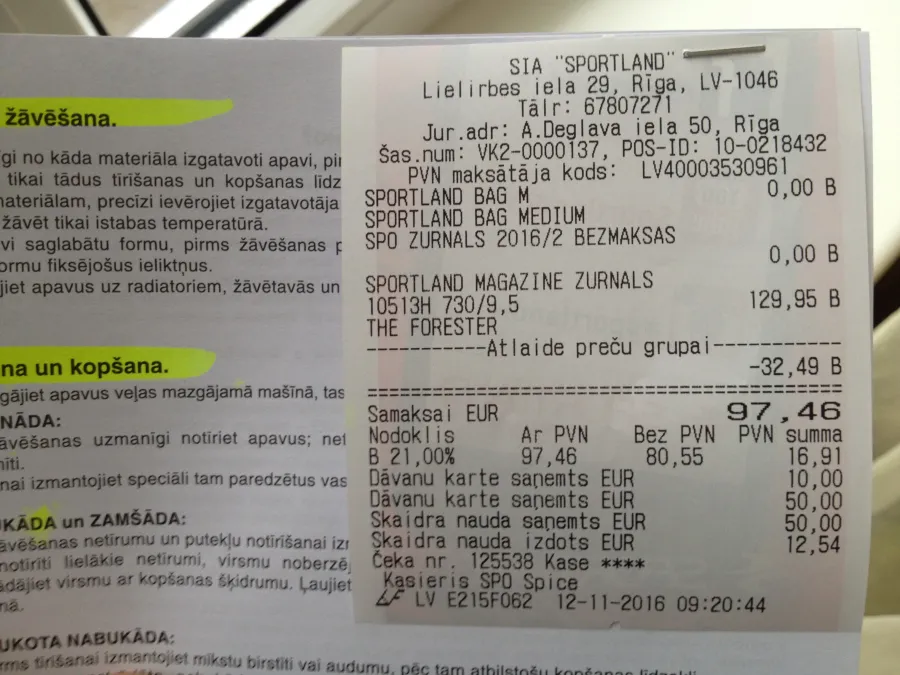 žāvēšana.
gi no kāda materiāla izgatavoti apavi, pir
tikai tādus tīrīšanas un kopšanas līdz
materiālam, precīzi ievērojiet izgatavotāja
žāvēt tikai istabas temperatūrā.
vi saglabātu formu, pirms žāvēšanas p
ormu fiksējošus ieliktņus.
jiet apavus uz radiatoriem, žāvētavās un
na un kopšana.
gājiet apavus veļas mazgājamā mašīnā, tas
NĀDA:
āvēšanas uzmanīgi notīriet apavus; net
nīti.
nai izmantojiet speciāli tam paredzētus vas
UKĀDA un ZAMŠĀDA:
āvēšanas netīrumu un putekļu notīrīšanai izr
notīrīti lielākie netīrumi, virsmu noberzēj
ādājiet virsmu ar kopšanas šķidrumu. Ļaujiet
nā.
UKOTA NABUKĀDA:
rms tīrīšanai izmantojiet mīkstu birstīti vai audumu, pēc tam atbilstošu kopšanas līdzekli
SIA "SPORTLAND"
Lielirbes iela 29, Rīga, LV-1046
Tālr: 67807271
Jur.adr: A.Deglava iela 50, Rīga
Šas.num: VK2-0000137, POS-ID: 10-0218432
PVN maksātāja kods: LV40003530961
SPORTLAND BAG M 0,00 B
SPORTLAND BAG MEDIUM
SPO ZURNALS 2016/2 BEZMAKSAS
0,00 B
SPORTLAND MAGAZINE ZURNALS
10513H 730/9,5 129,95 B
THE FORESTER
-----------Atlaide preču grupai------------
-32,49 B
===========================================
Samaksai EUR 97,46
Nodoklis Ar PVN Bez PVN PVN summa
B 21,00% 97,46 80,55 16,91
Dāvanu karte saņemts EUR 10,00
Dāvanu karte saņemts EUR 50,00
Skaidra nauda saņemts EUR 50,00
Skaidra nauda izdots EUR 12,54
Čeka nr. 125538 Kase ****
Kasieris SPO Spice
LV E215F062 12-11-2016 09:20:44